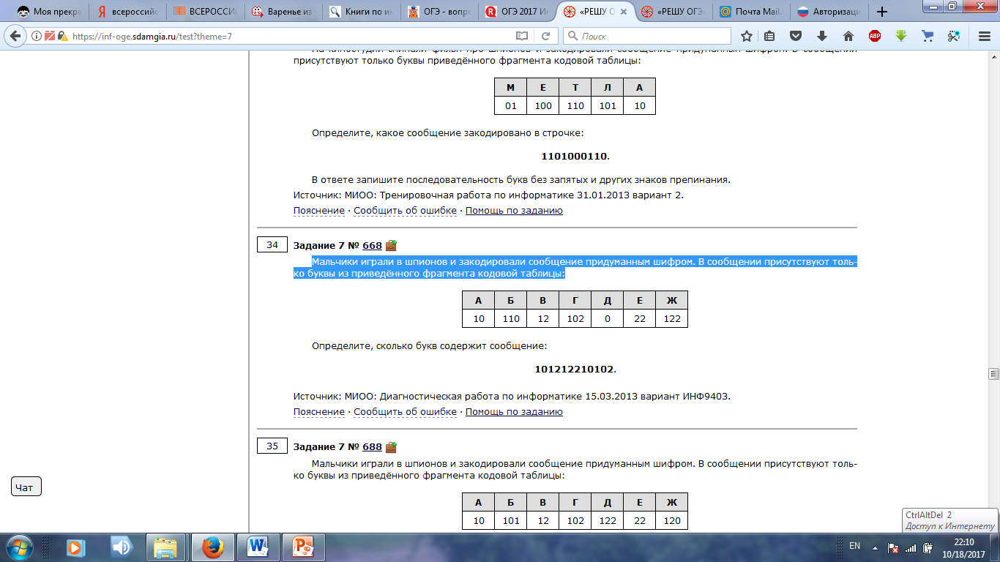 Моя прекра
всероссийс
ВСЕРОССИ
Варенье из
Книги по ин
ОГЭ - вопро
ОГЭ 2017 Ин
«РЕШУ О
«РЕШУ ОГЭ»
Почта Mail.
Авторизаци
https://inf-oge.sdamgia.ru/test?theme=7
Поиск
ABP
присутствуют только буквы приведённого фрагмента кодовой таблицы:
М Е Т Л А
01 100 110 101 10
Определите, какое сообщение закодировано в строчке:
1101000110.
В ответе запишите последовательность букв без запятых и других знаков препинания.
Источник: МИОО: Тренировочная работа по информатике 31.01.2013 вариант 2.
Пояснение · Сообщить об ошибке · Помощь по заданию
34 Задание 7 № 668
Мальчики играли в шпионов и закодировали сообщение придуманным шифром. В сообщении присутствуют толь-
ко буквы из приведённого фрагмента кодовой таблицы:
А Б В Г Д Е Ж
10 110 12 102 0 22 122
Определите, сколько букв содержит сообщение:
101212210102.
Источник: МИОО: Диагностическая работа по информатике 15.03.2013 вариант ИНФ9403.
Пояснение · Сообщить об ошибке · Помощь по заданию
35 Задание 7 № 688
Мальчики играли в шпионов и закодировали сообщение придуманным шифром. В сообщении присутствуют толь-
ко буквы из приведённого фрагмента кодовой таблицы:
А Б В Г Д Е Ж
10 101 12 102 122 22 120
Чат
CtrlAltDel 2
Доступ к Интернету
EN
22:10
10/18/2017